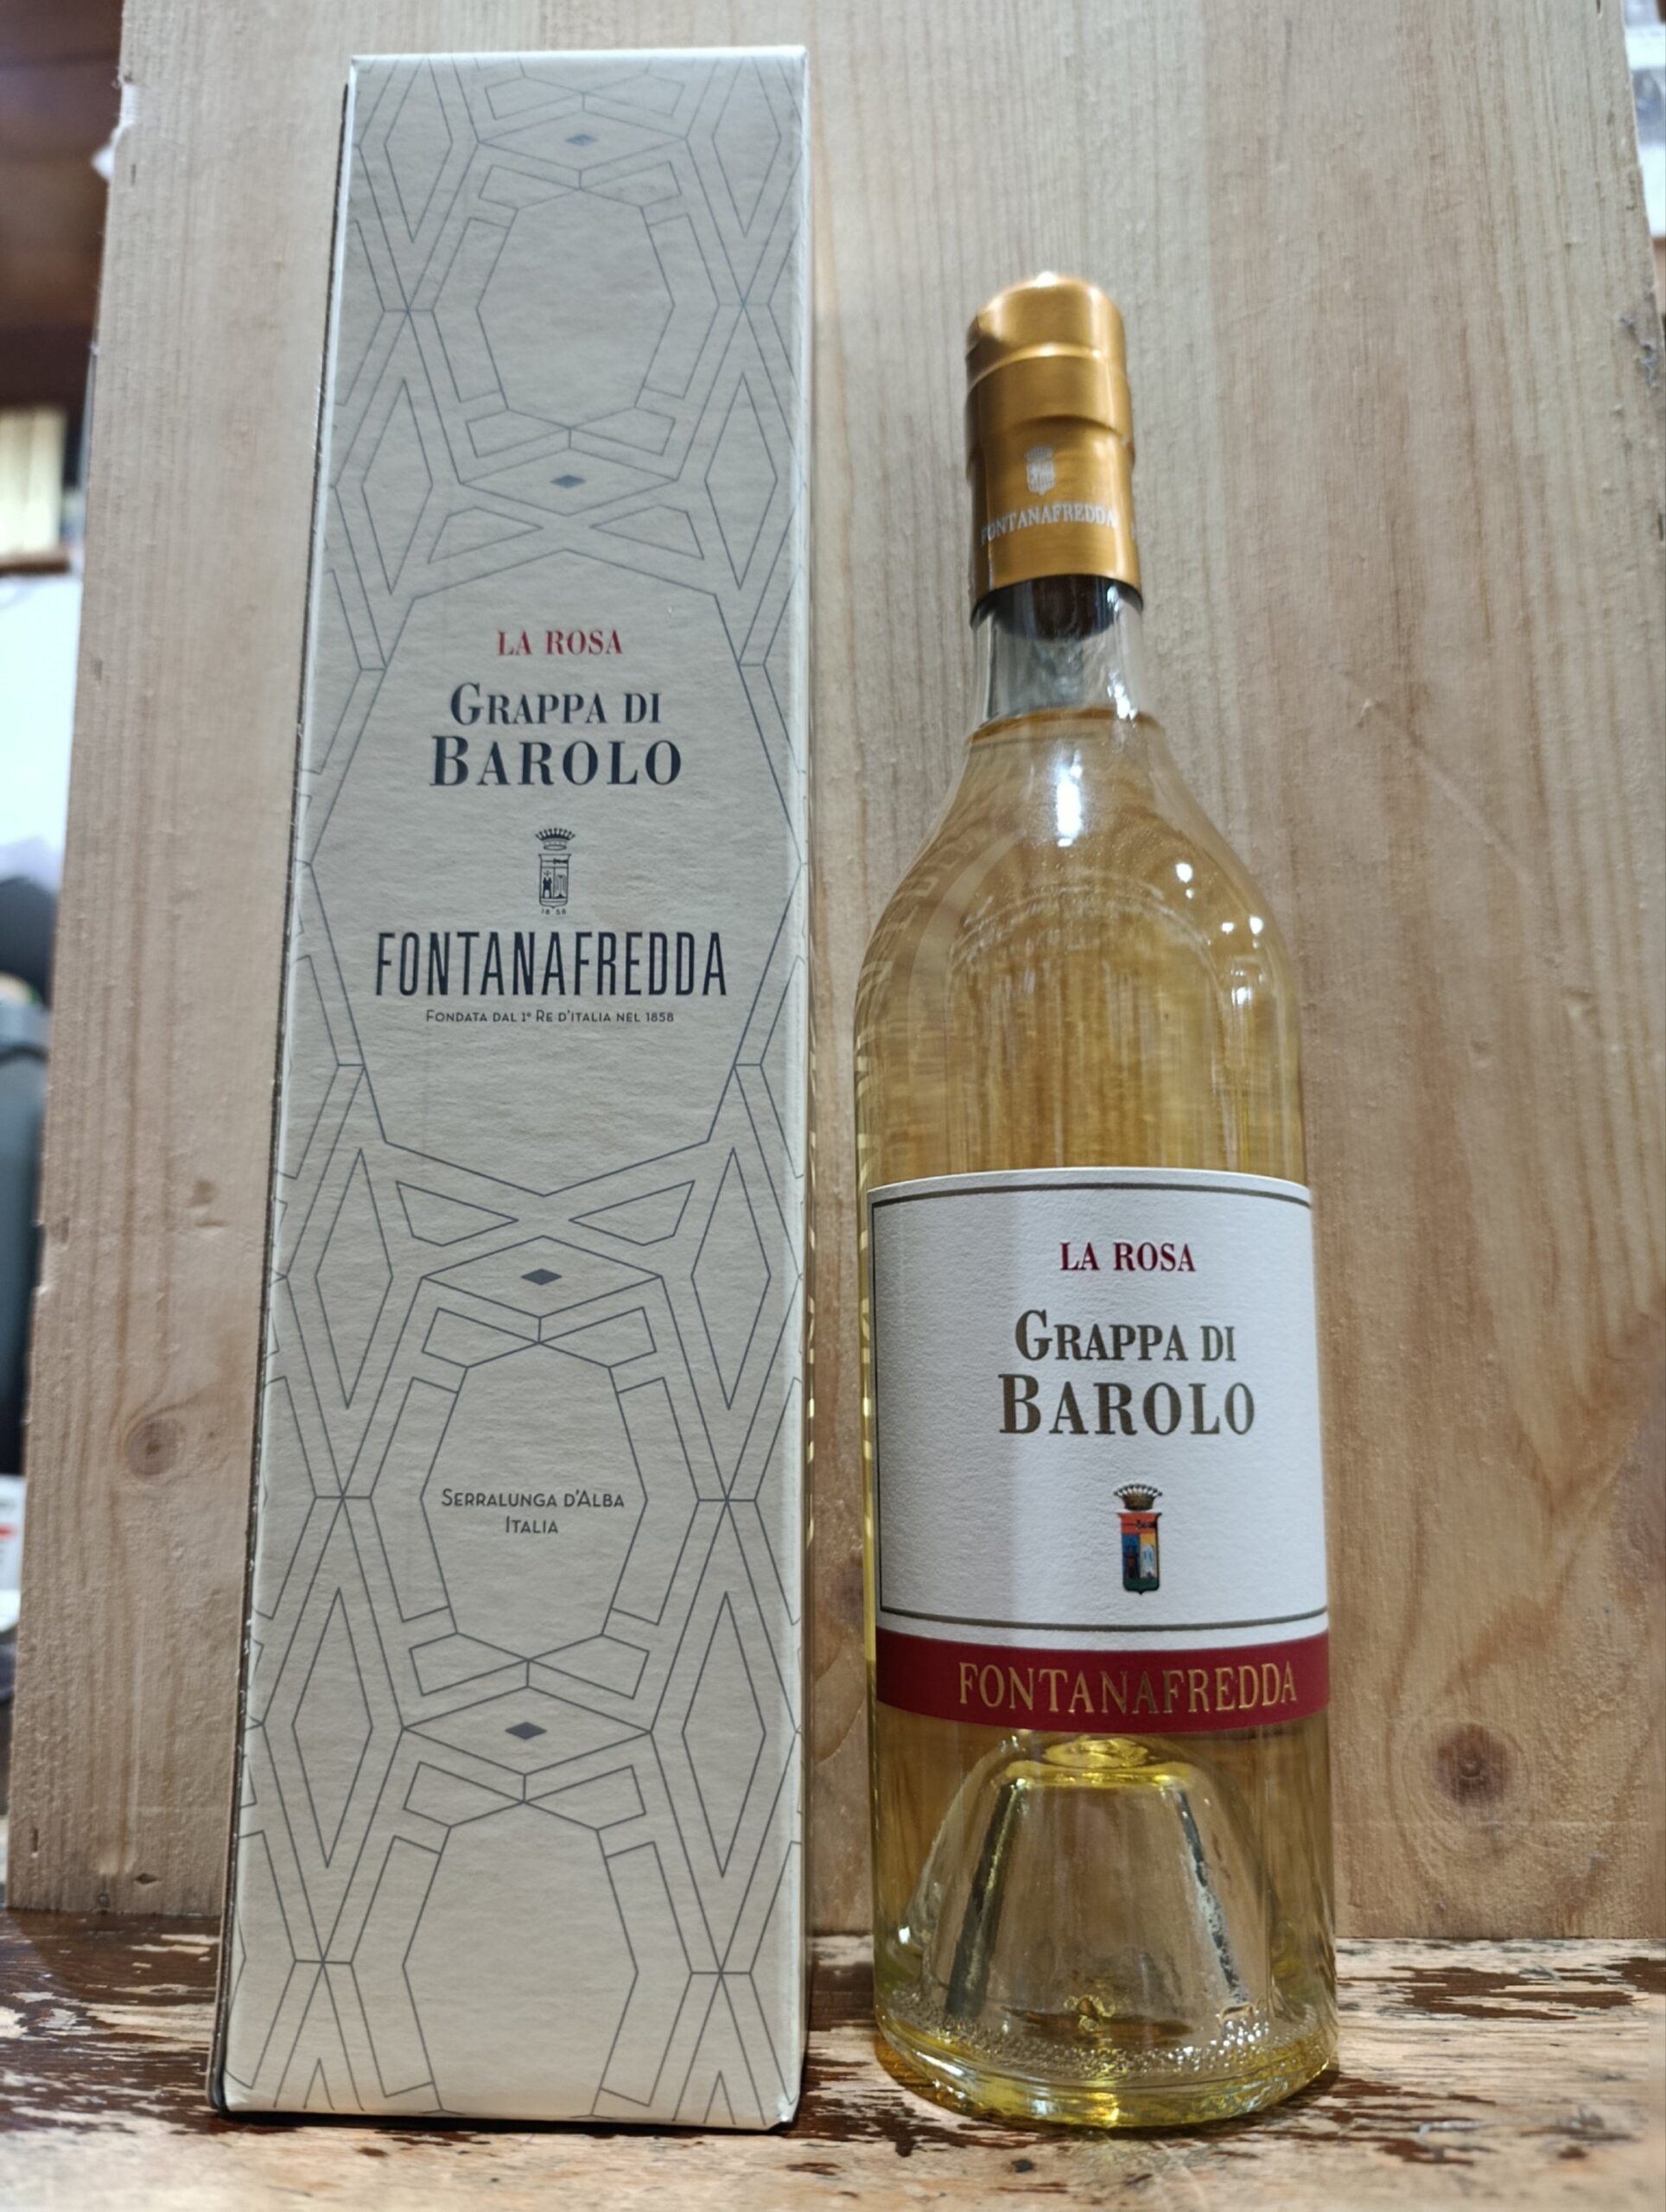 LA ROSA
GRAPPA DI
BAROLO
1858
FONTANAFREDDA
FONDATA DAL 1° RE D'ITALIA NEL 1858
SERRALUNGA D'ALBA
ITALIA
FONTANAFREDDA
LA ROSA
GRAPPA DI
BAROLO
FONTANAFREDDA